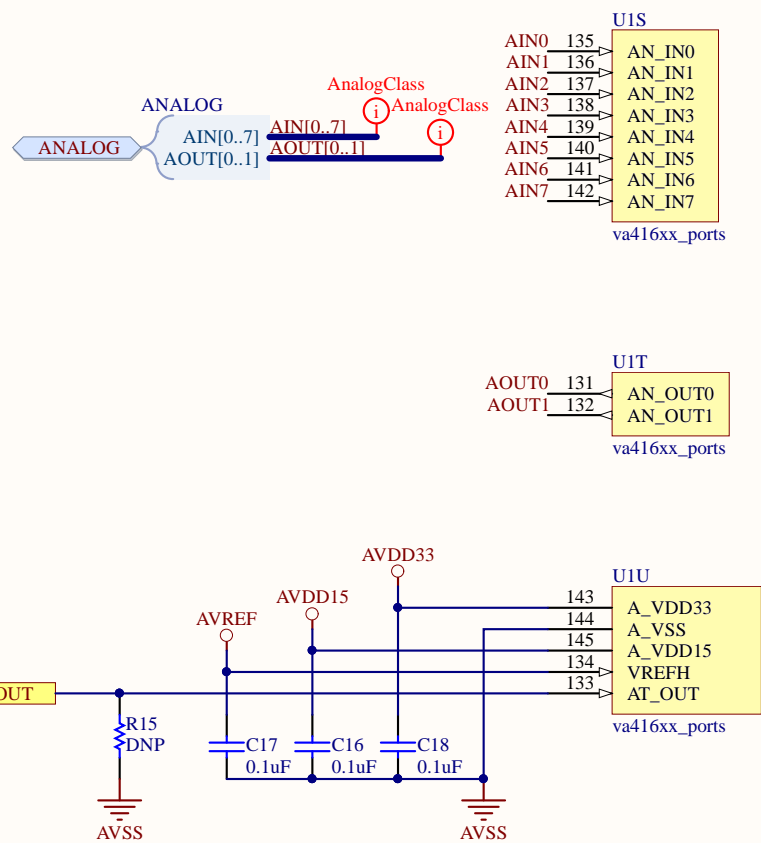 U1S
AIN0 135 AN_IN0
AIN1 136 AN_IN1
AIN2 137 AN_IN2
AIN3 138 AN_IN3
AIN4 139 AN_IN4
AIN5 140 AN_IN5
AIN6 141 AN_IN6
AIN7 142 AN_IN7
va416xx_ports
AnalogClass
AnalogClass
i
i
ANALOG
ANALOG
AIN[0..7] AIN[0..7]
AOUT[0..1] AOUT[0..1]
U1T
AOUT0 131 AN_OUT0
AOUT1 132 AN_OUT1
va416xx_ports
AVDD33
AVDD15
AVREF
U1U
143 A_VDD33
144 A_VSS
145 A_VDD15
134 VREFH
133 AT_OUT
va416xx_ports
OUT
R15
DNP
C17
0.1uF
C16
0.1uF
C18
0.1uF
AVSS
AVSS